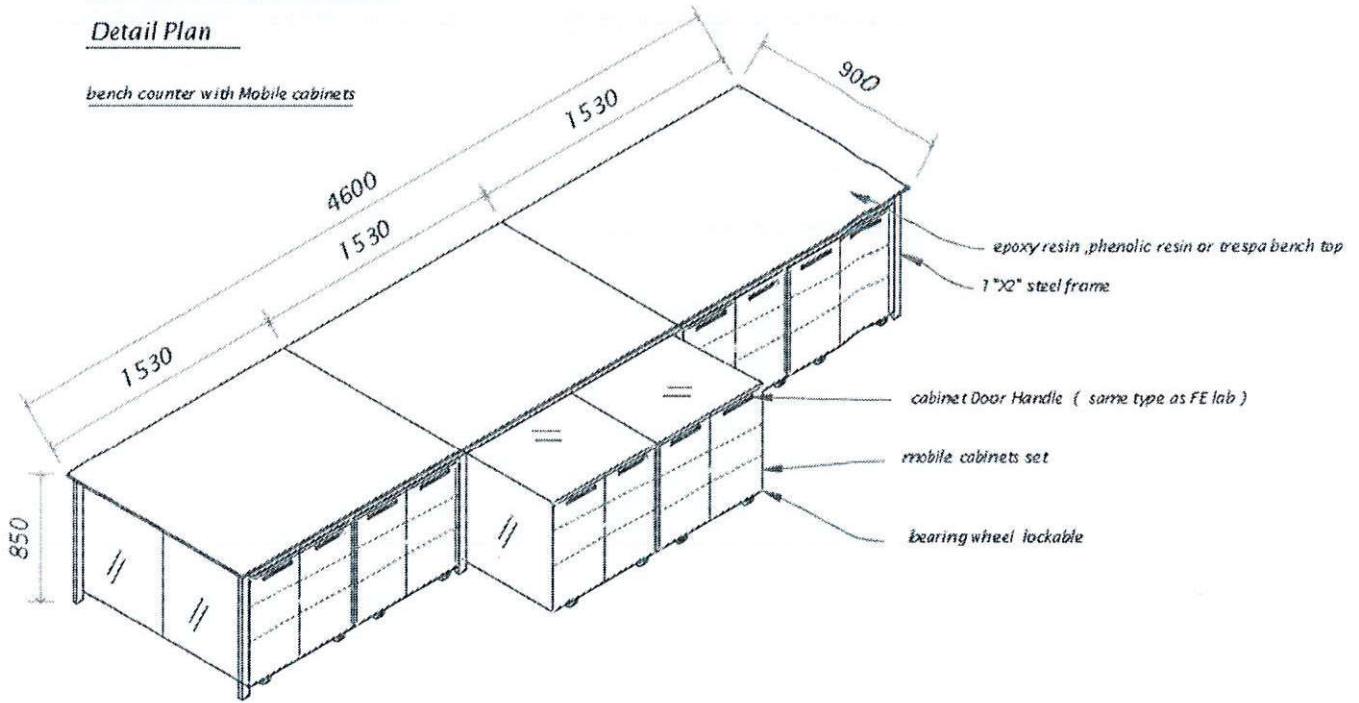 Detail Plan
bench counter with Mobile cabinets
900
1530
4600
1530
1530
850
epoxy resin ,phenolic resin or trespa bench top
1"X2" steel frame
cabinet Door Handle ( same type as FE lab )
mobile cabinets set
bearing wheel lockable